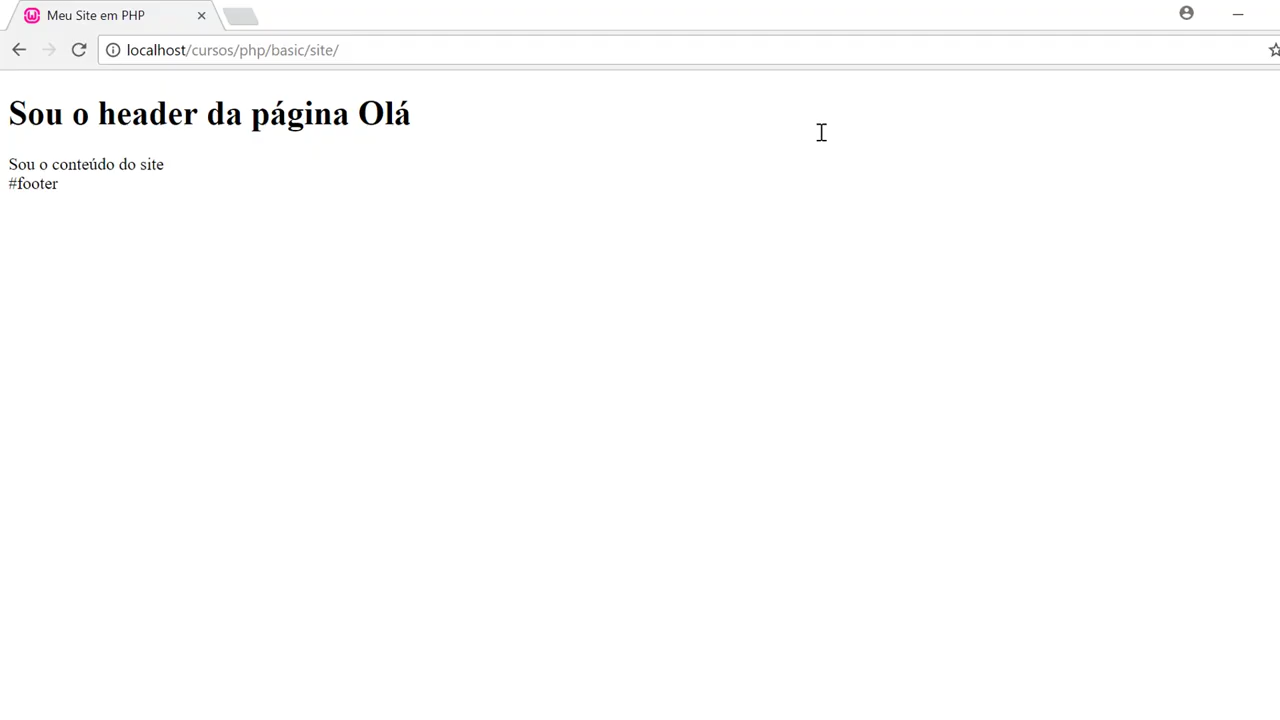 Meu Site em PHP
localhost/cursos/php/basic/site/
Sou o header da página Olá
Sou o conteúdo do site
#footer